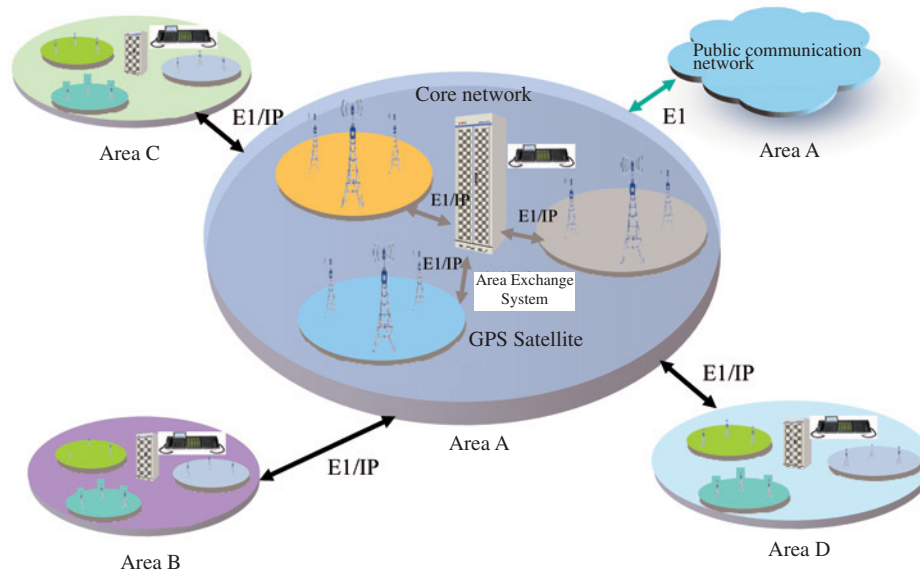 Public communication
network
Core network
E1/IP
E1
Area C
Area A
E1/IP
E1/IP
E1/IP
Area Exchange
System
GPS Satellite
E1/IP
Area A
E1/IP
Area B
Area D